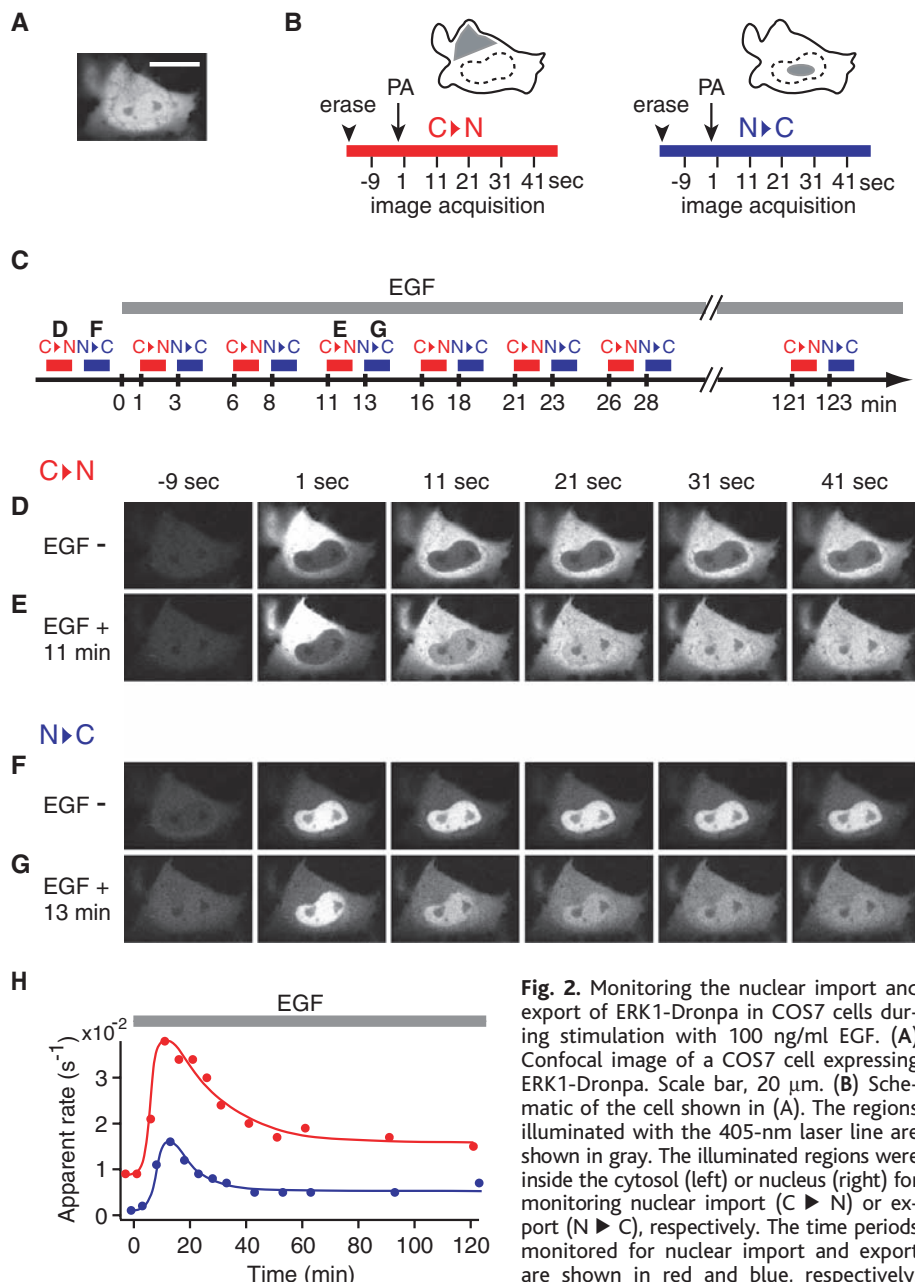 A
B
erase
PA
C▶N
-9 1 11 21 31 41 sec
image acquisition
erase
PA
N▶C
-9 1 11 21 31 41 sec
image acquisition
C
EGF
D F E G
C▶N N▶C C▶N N▶C C▶N N▶C C▶N N▶C C▶N N▶C C▶N N▶C C▶N N▶C C▶N N▶C
0 1 3 6 8 11 13 16 18 21 23 26 28 121 123 min
C▶N
-9 sec 1 sec 11 sec 21 sec 31 sec 41 sec
D
EGF -
E
EGF +
11 min
N▶C
F
EGF -
G
EGF +
13 min
H
EGF
x10-2
Apparent rate (s-1)
3
2
1
0
0 20 40 60 80 100 120
Time (min)
Fig. 2. Monitoring the nuclear import and
export of ERK1-Dronpa in COS7 cells dur-
ing stimulation with 100 ng/ml EGF. (A)
Confocal image of a COS7 cell expressing
ERK1-Dronpa. Scale bar, 20 μm. (B) Sche-
matic of the cell shown in (A). The regions
illuminated with the 405-nm laser line are
shown in gray. The illuminated regions were
inside the cytosol (left) or nucleus (right) for
monitoring nuclear import (C ▶ N) or ex-
port (N ▶ C), respectively. The time periods
monitored for nuclear import and export
are shown in red and blue, respectively.